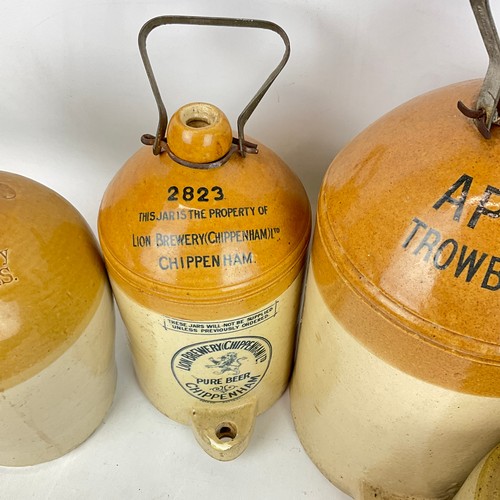 2823
THIS JAR IS THE PROPERTY OF
LION BREWERY (CHIPPENHAM) LTD
CHIPPENHAM.
THESE JARS WILL NOT BE SUPPLIED
UNLESS PREVIOUSLY ORDERED.
LION BREWERY (CHIPPENHAM) LTD
PURE BEER
CHIPPENHAM
AP
TROWB